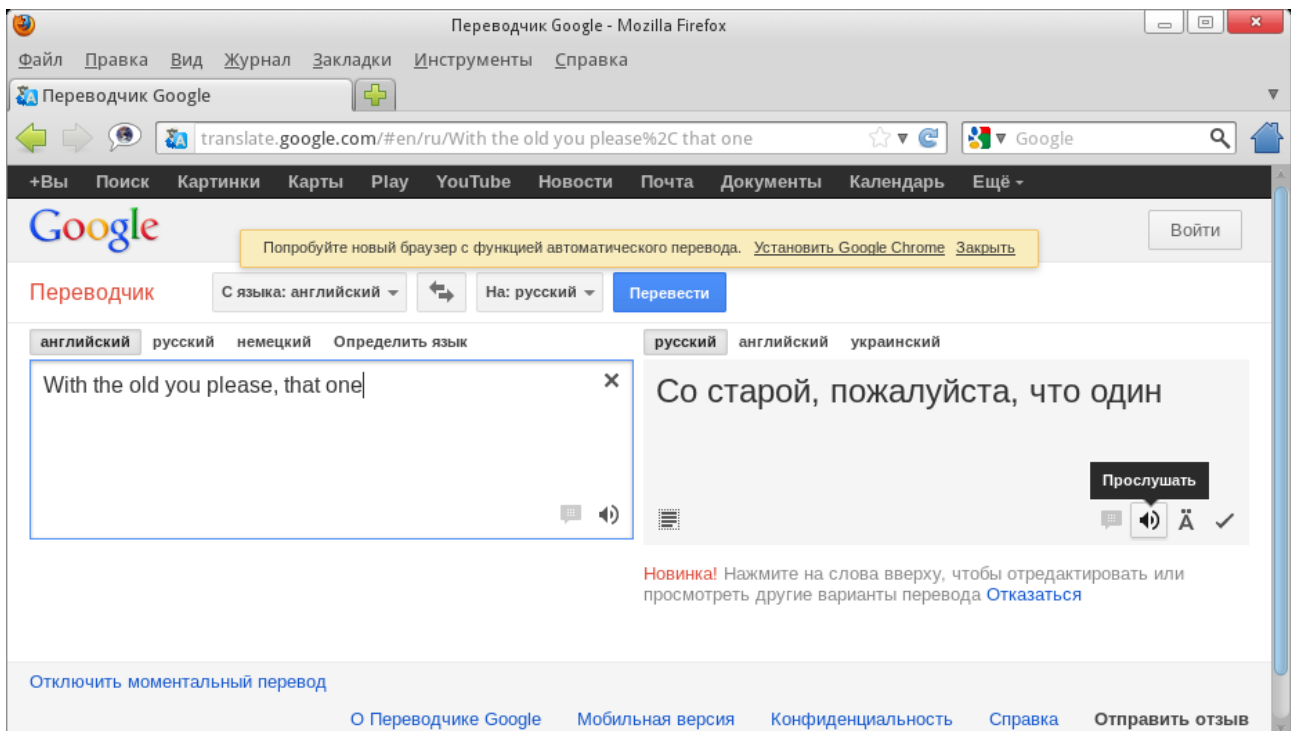 Переводчик Google - Mozilla Firefox
Файл Правка Вид Журнал Закладки Инструменты Справка
Переводчик Google
translate.google.com/#en/ru/With the old you please%2C that one Google
+Вы Поиск Картинки Карты Play YouTube Новости Почта Документы Календарь Ещё
Google
Попробуйте новый браузер с функцией автоматического перевода. Установить Google Chrome Закрыть
Войти
Переводчик С языка: английский На: русский Перевести
английский русский немецкий Определить язык
русский английский украинский
With the old you please, that one
Со старой, пожалуйста, что один
Прослушать
Ä
Новинка! Нажмите на слова вверху, чтобы отредактировать или
просмотреть другие варианты перевода Отказаться
Отключить моментальный перевод
О Переводчике Google Мобильная версия Конфиденциальность Справка Отправить отзыв